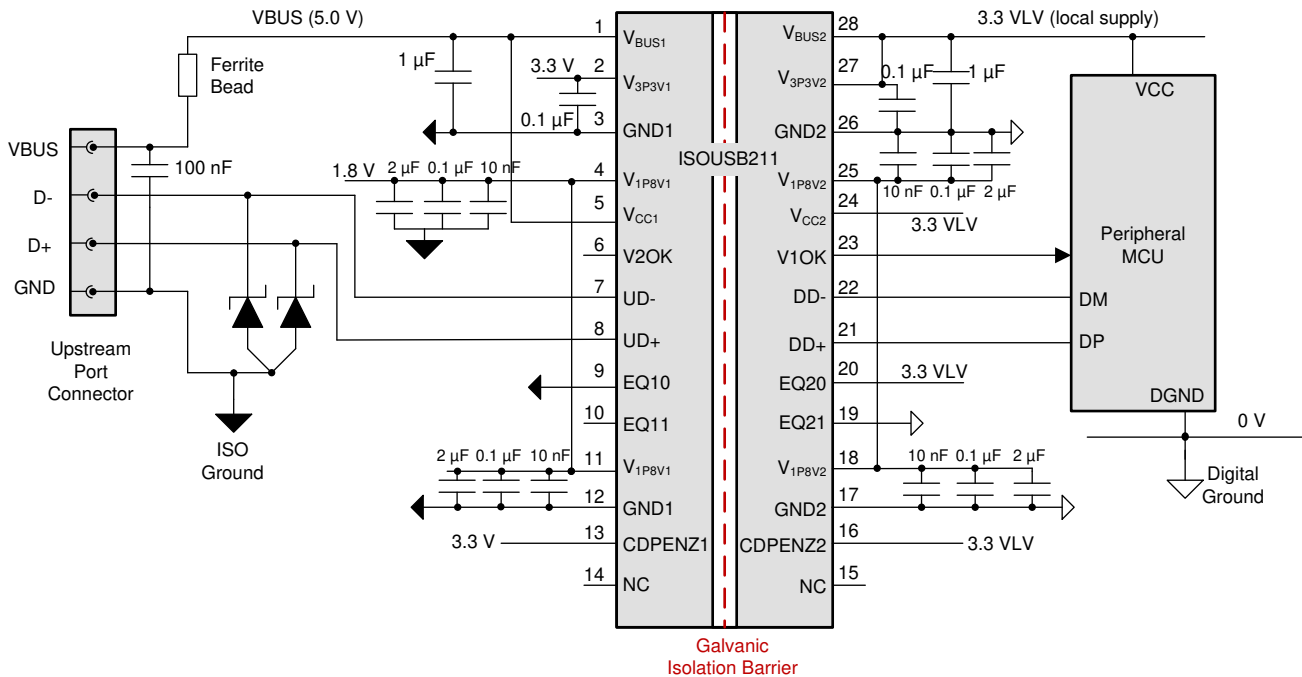 VBUS (5.0 V)
3.3 VLV (local supply)
Ferrite
Bead
1 µF
3.3 V
0.1 µF
VBUS
D-
D+
GND
100 nF
Upstream
Port
Connector
ISO
Ground
1.8 V
2 µF 0.1 µF 10 nF
2 µF 0.1 µF 10 nF
3.3 V
1 VBUS1
2 V3P3V1
3 GND1
4 V1P8V1
5 VCC1
6 V2OK
7 UD-
8 UD+
9 EQ10
10 EQ11
11 V1P8V1
12 GND1
13 CDPENZ1
14 NC
ISOUSB211
VBUS2 28
V3P3V2 27
GND2 26
V1P8V2 25
VCC2 24
V1OK 23
DD- 22
DD+ 21
EQ20 20
EQ21 19
V1P8V2 18
GND2 17
CDPENZ2 16
NC 15
0.1 µF 1 µF
10 nF 0.1 µF 2 µF
3.3 VLV
3.3 VLV
10 nF 0.1 µF 2 µF
3.3 VLV
VCC
Peripheral
MCU
DM
DP
DGND
0 V
Digital
Ground
Galvanic
Isolation Barrier